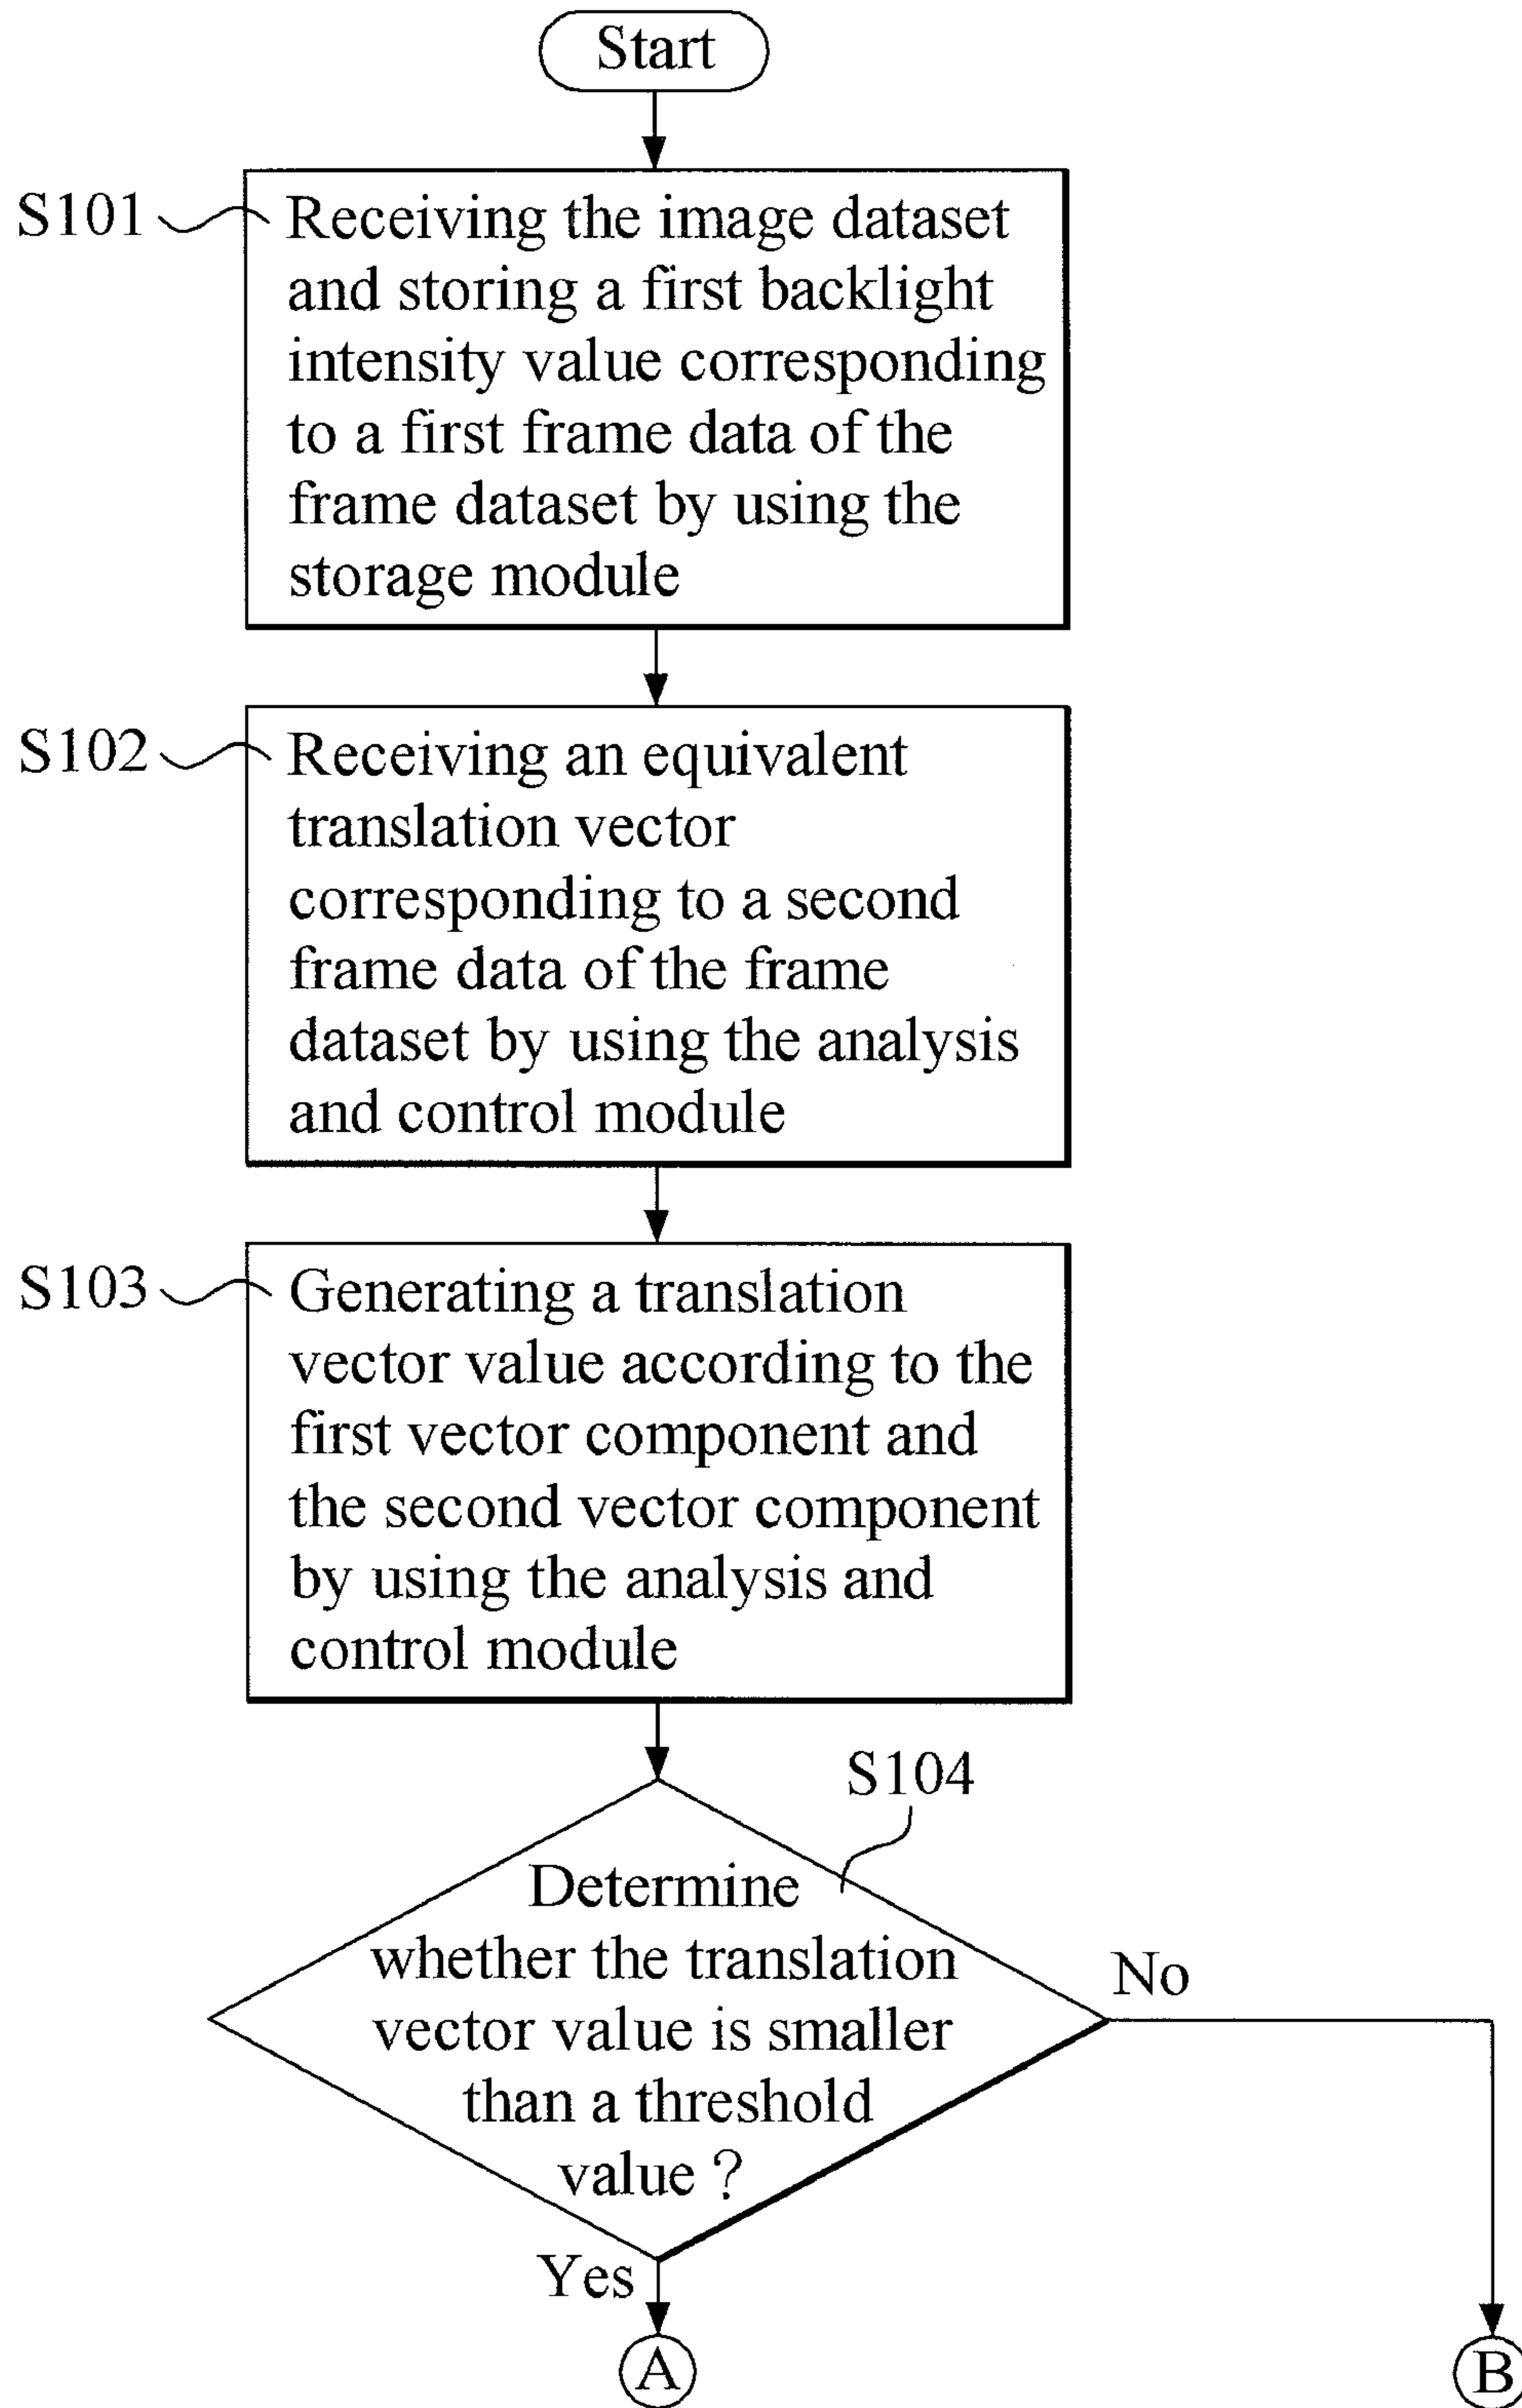 Start
S101
Receiving the image dataset
and storing a first backlight
intensity value corresponding
to a first frame data of the
frame dataset by using the
storage module
S102
Receiving an equivalent
translation vector
corresponding to a second
frame data of the frame
dataset by using the analysis
and control module
S103
Generating a translation
vector value according to the
first vector component and
the second vector component
by using the analysis and
control module
S104
Determine
whether the translation
vector value is smaller
than a threshold
value ?
No
Yes
A
B